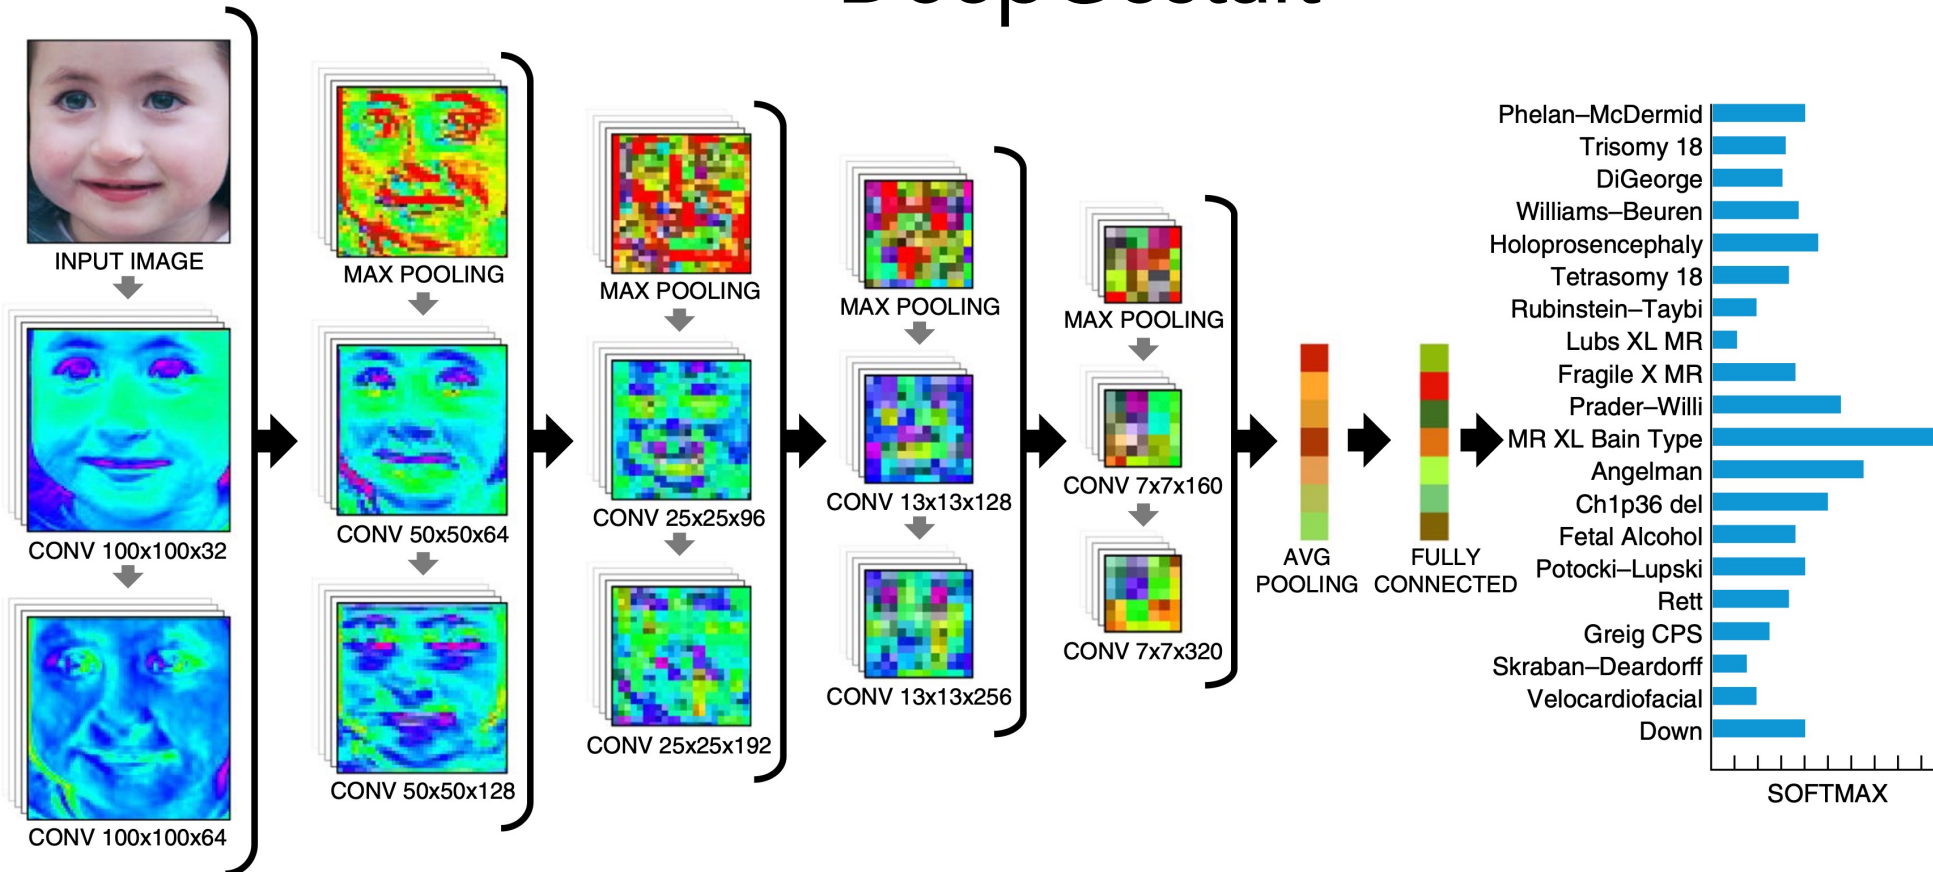 DeepGestalt
INPUT IMAGE
CONV 100x100x32
CONV 100x100x64
MAX POOLING
CONV 50x50x64
CONV 50x50x128
MAX POOLING
CONV 25x25x96
CONV 25x25x192
MAX POOLING
CONV 13x13x128
CONV 13x13x256
MAX POOLING
CONV 7x7x160
CONV 7x7x320
AVG
POOLING
FULLY
CONNECTED
Phelan–McDermid
Trisomy 18
DiGeorge
Williams–Beuren
Holoprosencephaly
Tetrasomy 18
Rubinstein–Taybi
Lubs XL MR
Fragile X MR
Prader–Willi
MR XL Bain Type
Angelman
Ch1p36 del
Fetal Alcohol
Potocki–Lupski
Rett
Greig CPS
Skraban–Deardorff
Velocardiofacial
Down
SOFTMAX